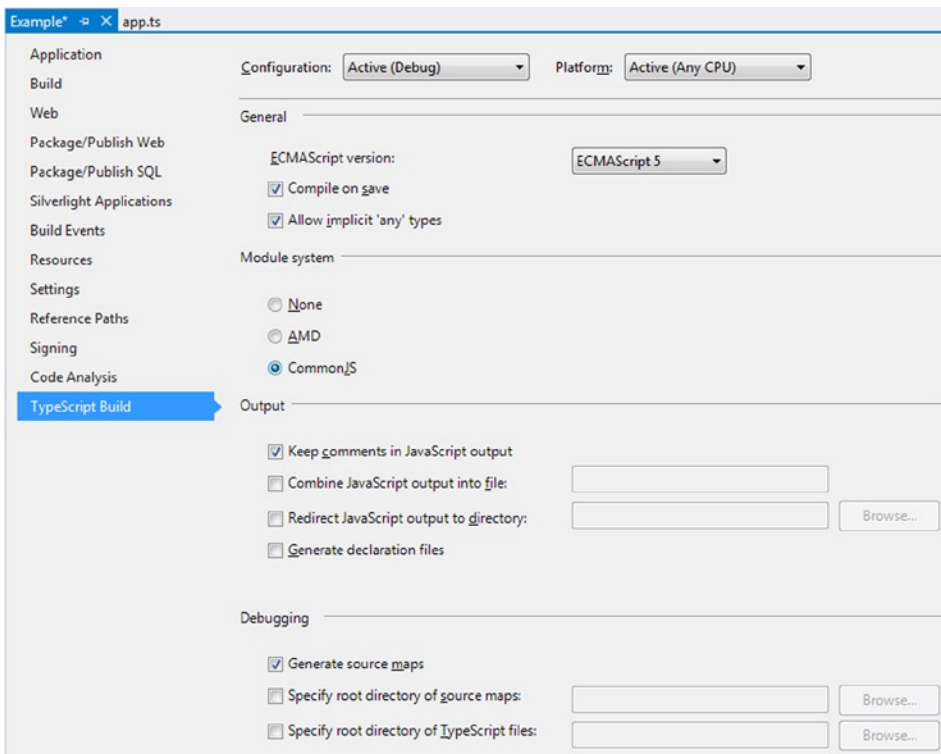 Example* app.ts
Application
Build
Web
Package/Publish Web
Package/Publish SQL
Silverlight Applications
Build Events
Resources
Settings
Reference Paths
Signing
Code Analysis
TypeScript Build
Configuration: Active (Debug) Platform: Active (Any CPU)
General
ECMAScript version: ECMAScript 5
Compile on save
Allow implicit 'any' types
Module system
None
AMD
CommonJS
Output
Keep comments in JavaScript output
Combine JavaScript output into file:
Redirect JavaScript output to directory: Browse...
Generate declaration files
Debugging
Generate source maps
Specify root directory of source maps: Browse...
Specify root directory of TypeScript files: Browse...